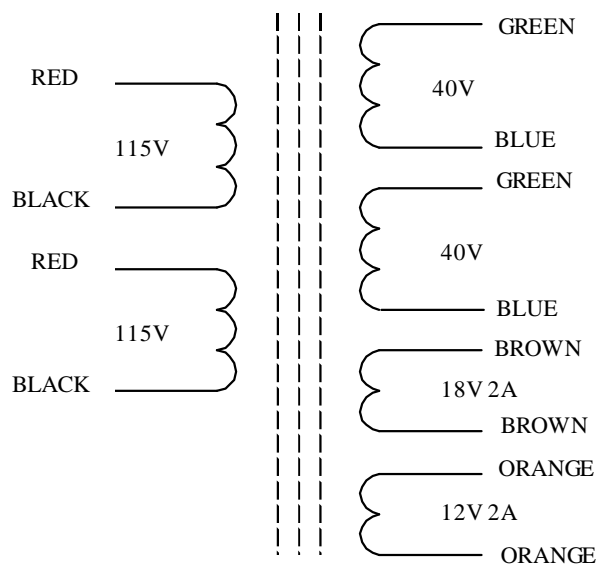 RED
115V
BLACK
RED
115V
BLACK
GREEN
40V
BLUE
GREEN
40V
BLUE
BROWN
18V 2A
BROWN
ORANGE
12V 2A
ORANGE